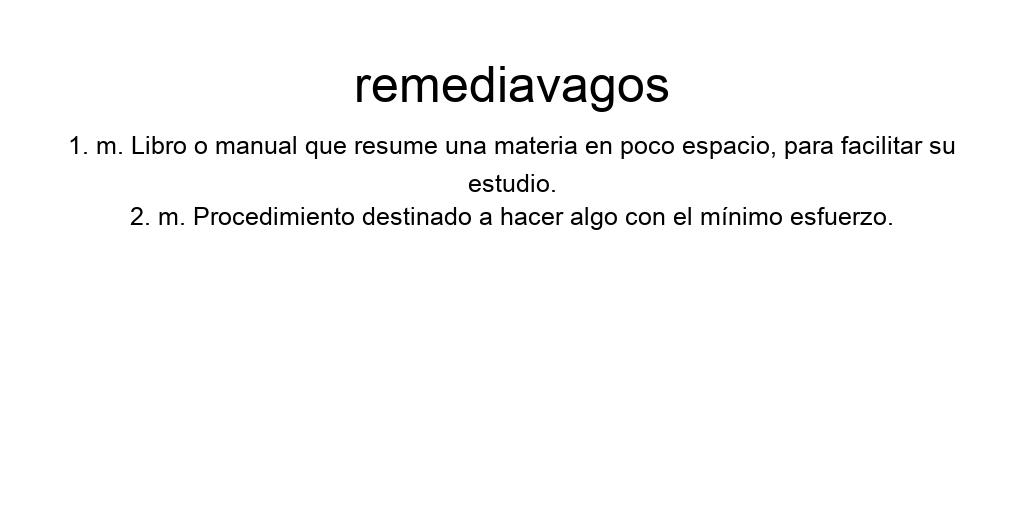 remediavagos
1. m. Libro o manual que resume una materia en poco espacio, para facilitar su
estudio.
2. m. Procedimiento destinado a hacer algo con el mínimo esfuerzo.